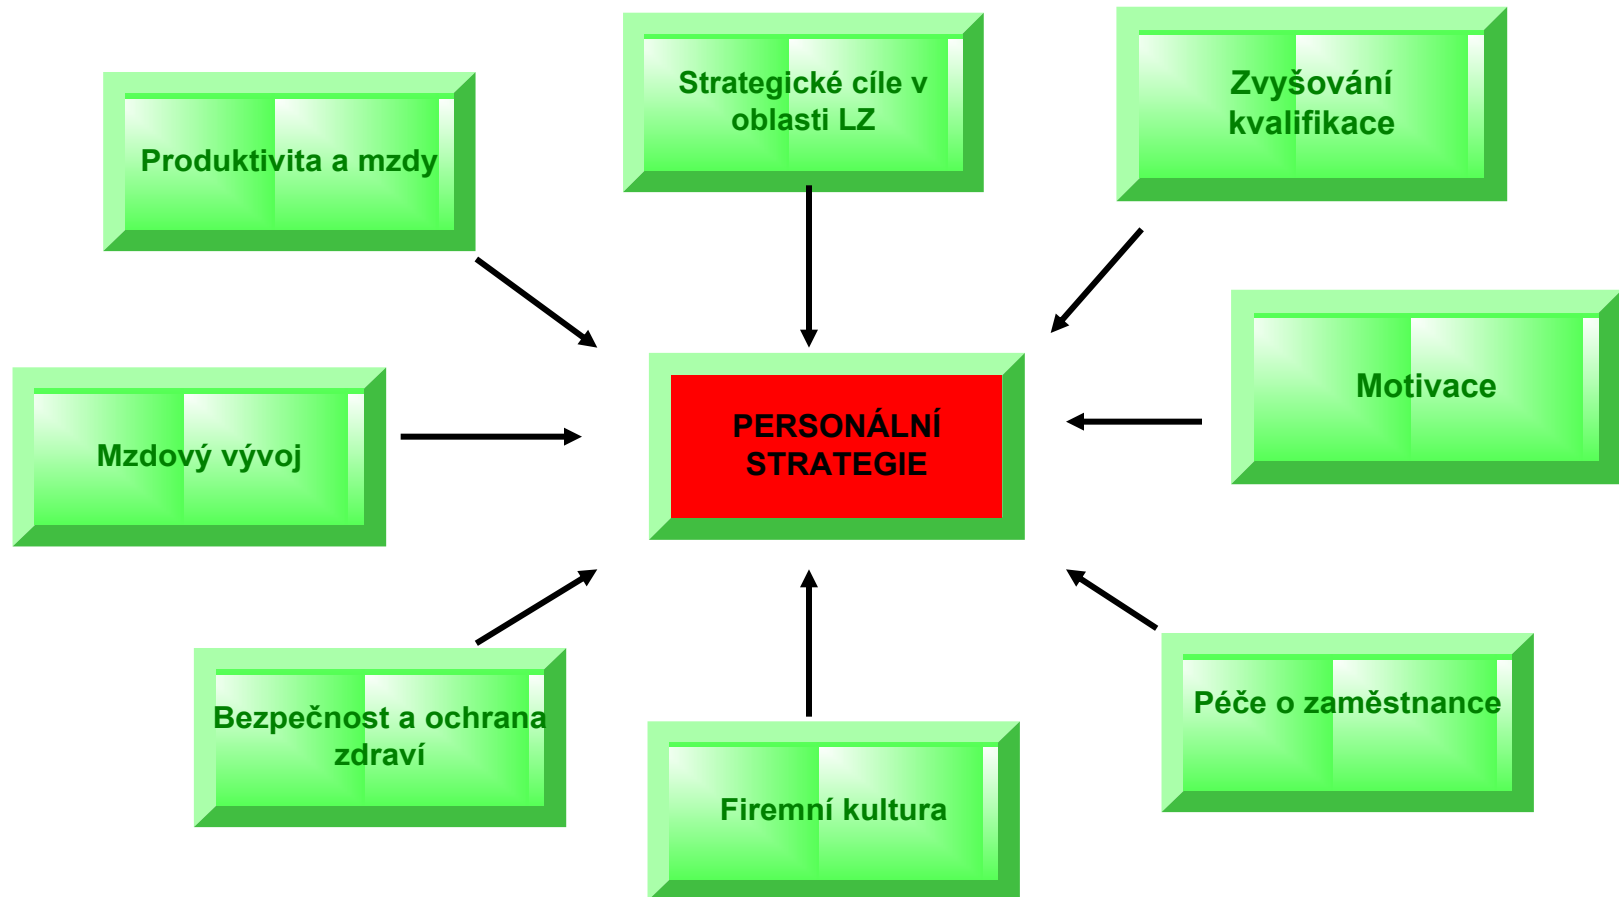 Strategické cíle v
oblasti LZ
Zvyšování
kvalifikace
Produktivita a mzdy
Motivace
PERSONÁLNÍ
STRATEGIE
Mzdový vývoj
Péče o zaměstnance
Bezpečnost a ochrana
zdraví
Firemní kultura